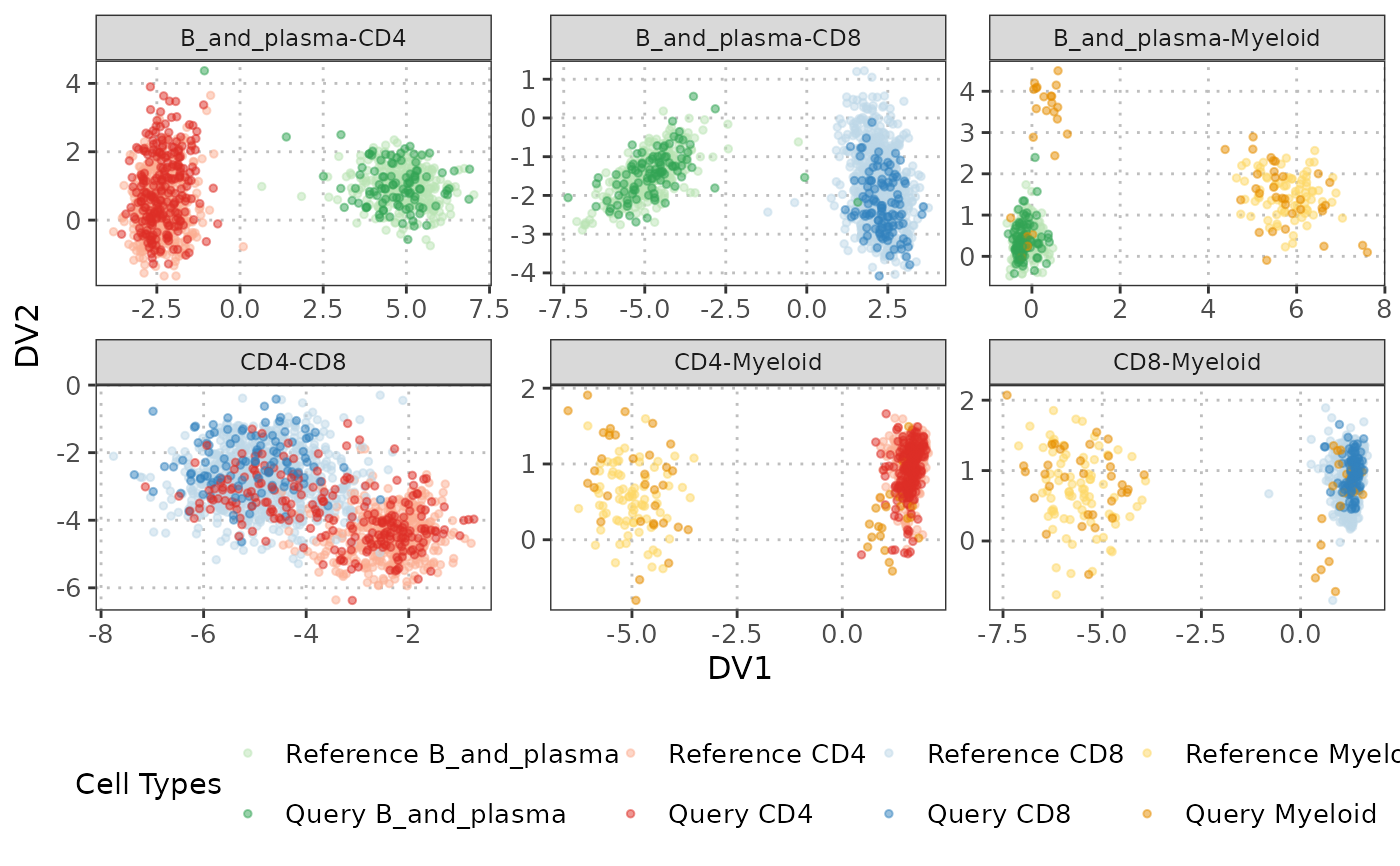 B_and_plasma-CD4
B_and_plasma-CD8
B_and_plasma-Myeloid
4
2
0
-2.5 0.0 2.5 5.0 7.5
1
0
-1
-2
-3
-4
-7.5 -5.0 -2.5 0.0 2.5
4
3
2
1
0
0 2 4 6 8
DV2
CD4-CD8
CD4-Myeloid
CD8-Myeloid
0
-2
-4
-6
-8 -6 -4 -2
2
1
0
-5.0 -2.5 0.0
2
1
0
-7.5 -5.0 -2.5 0.0
DV1
Cell Types
Reference B_and_plasma Reference CD4 Reference CD8 Reference Myelo
Query B_and_plasma Query CD4 Query CD8 Query Myeloid